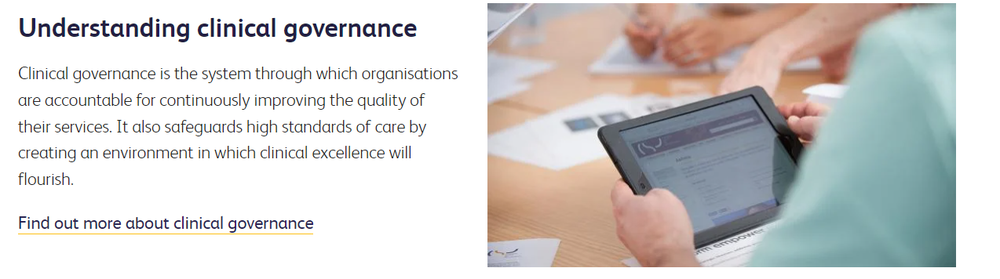 Understanding clinical governance
Clinical governance is the system through which organisations
are accountable for continuously improving the quality of
their services. It also safeguards high standards of care by
creating an environment in which clinical excellence will
flourish.
Find out more about clinical governance
empower